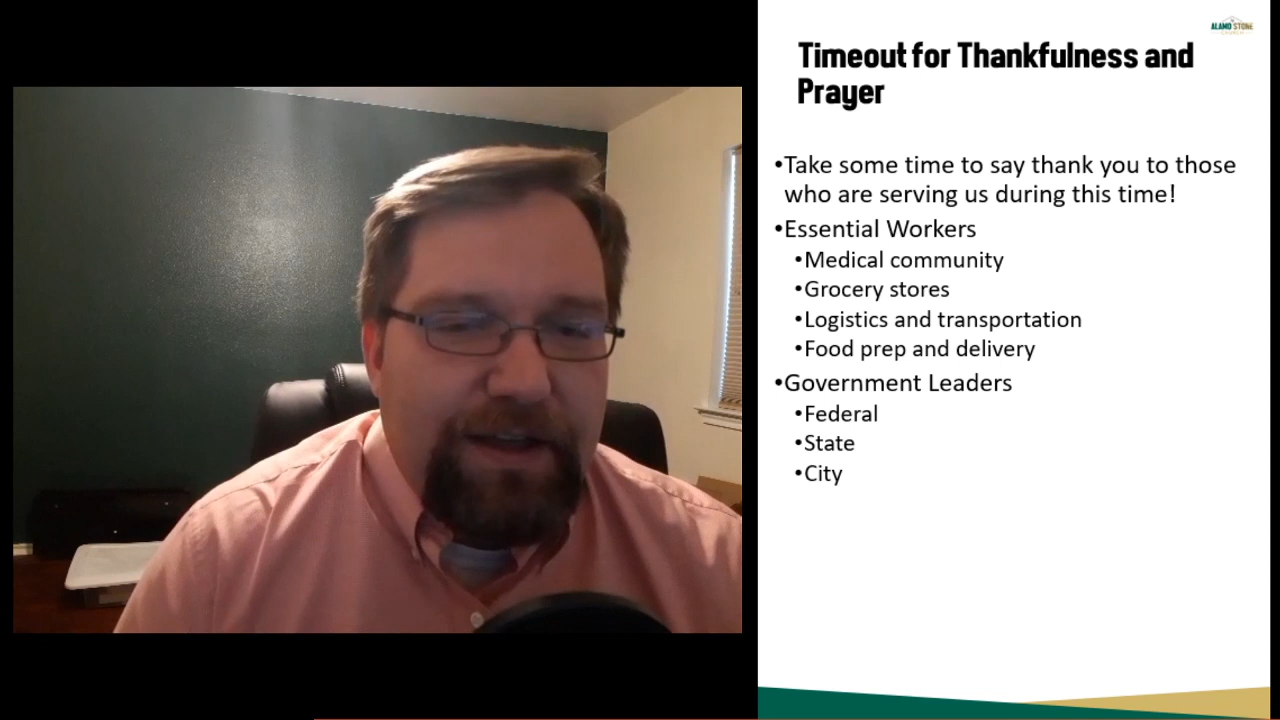 ALAMO STONE
CHURCH
Timeout for Thankfulness and
Prayer
•Take some time to say thank you to those
who are serving us during this time!
•Essential Workers
•Medical community
•Grocery stores
•Logistics and transportation
•Food prep and delivery
•Government Leaders
•Federal
•State
•City